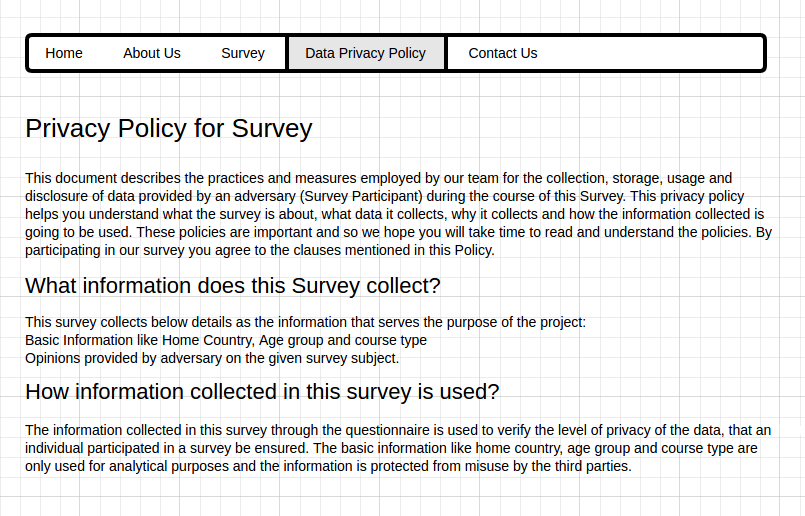 Home About Us Survey Data Privacy Policy Contact Us
Privacy Policy for Survey
This document describes the practices and measures employed by our team for the collection, storage, usage and
disclosure of data provided by an adversary (Survey Participant) during the course of this Survey. This privacy policy
helps you understand what the survey is about, what data it collects, why it collects and how the information collected is
going to be used. These policies are important and so we hope you will take time to read and understand the policies. By
participating in our survey you agree to the clauses mentioned in this Policy.
What information does this Survey collect?
This survey collects below details as the information that serves the purpose of the project:
Basic Information like Home Country, Age group and course type
Opinions provided by adversary on the given survey subject.
How information collected in this survey is used?
The information collected in this survey through the questionnaire is used to verify the level of privacy of the data, that an
individual participated in a survey be ensured. The basic information like home country, age group and course type are
only used for analytical purposes and the information is protected from misuse by the third parties.